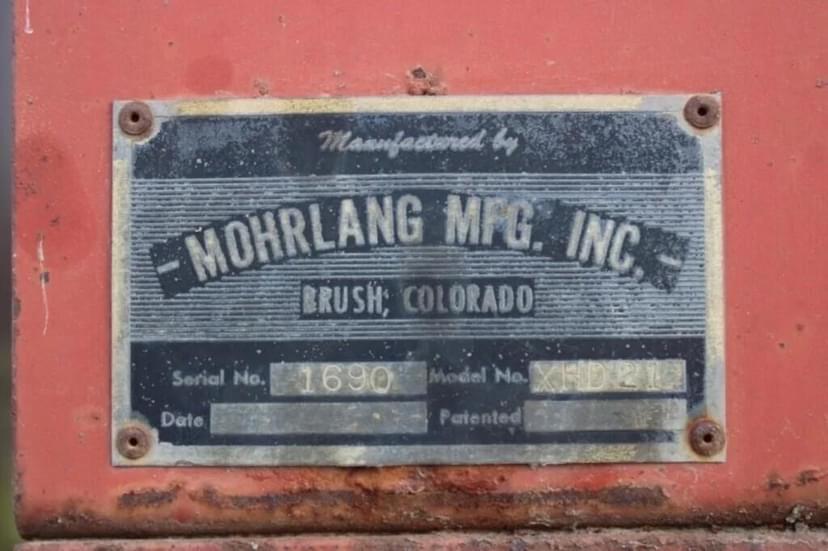 Manufactured by
- MOHRLANG MFG. INC. -
BRUSH, COLORADO
Serial No. 1690 Model No. XHD 21
Date Patented